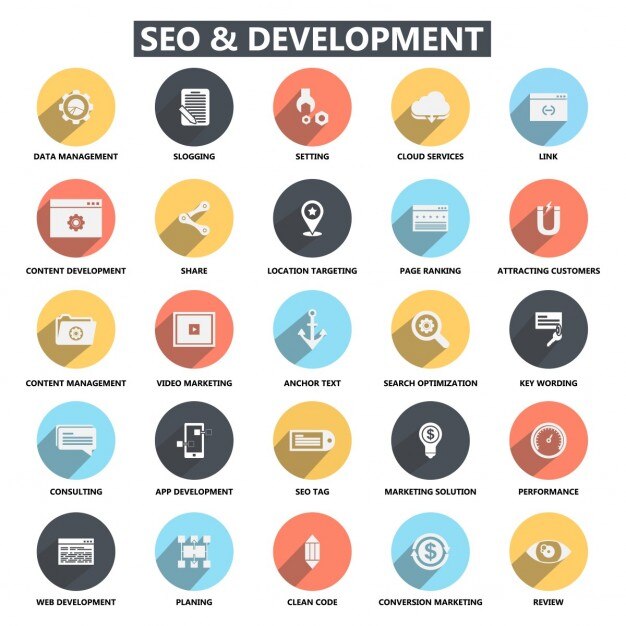 SEO & DEVELOPMENT
DATA MANAGEMENT
SLOGGING
SETTING
CLOUD SERVICES
LINK
CONTENT DEVELOPMENT
SHARE
LOCATION TARGETING
PAGE RANKING
ATTRACTING CUSTOMERS
CONTENT MANAGEMENT
VIDEO MARKETING
ANCHOR TEXT
SEARCH OPTIMIZATION
KEY WORDING
CONSULTING
APP DEVELOPMENT
SEO TAG
MARKETING SOLUTION
PERFORMANCE
WEB DEVELOPMENT
PLANING
CLEAN CODE
CONVERSION MARKETING
REVIEW